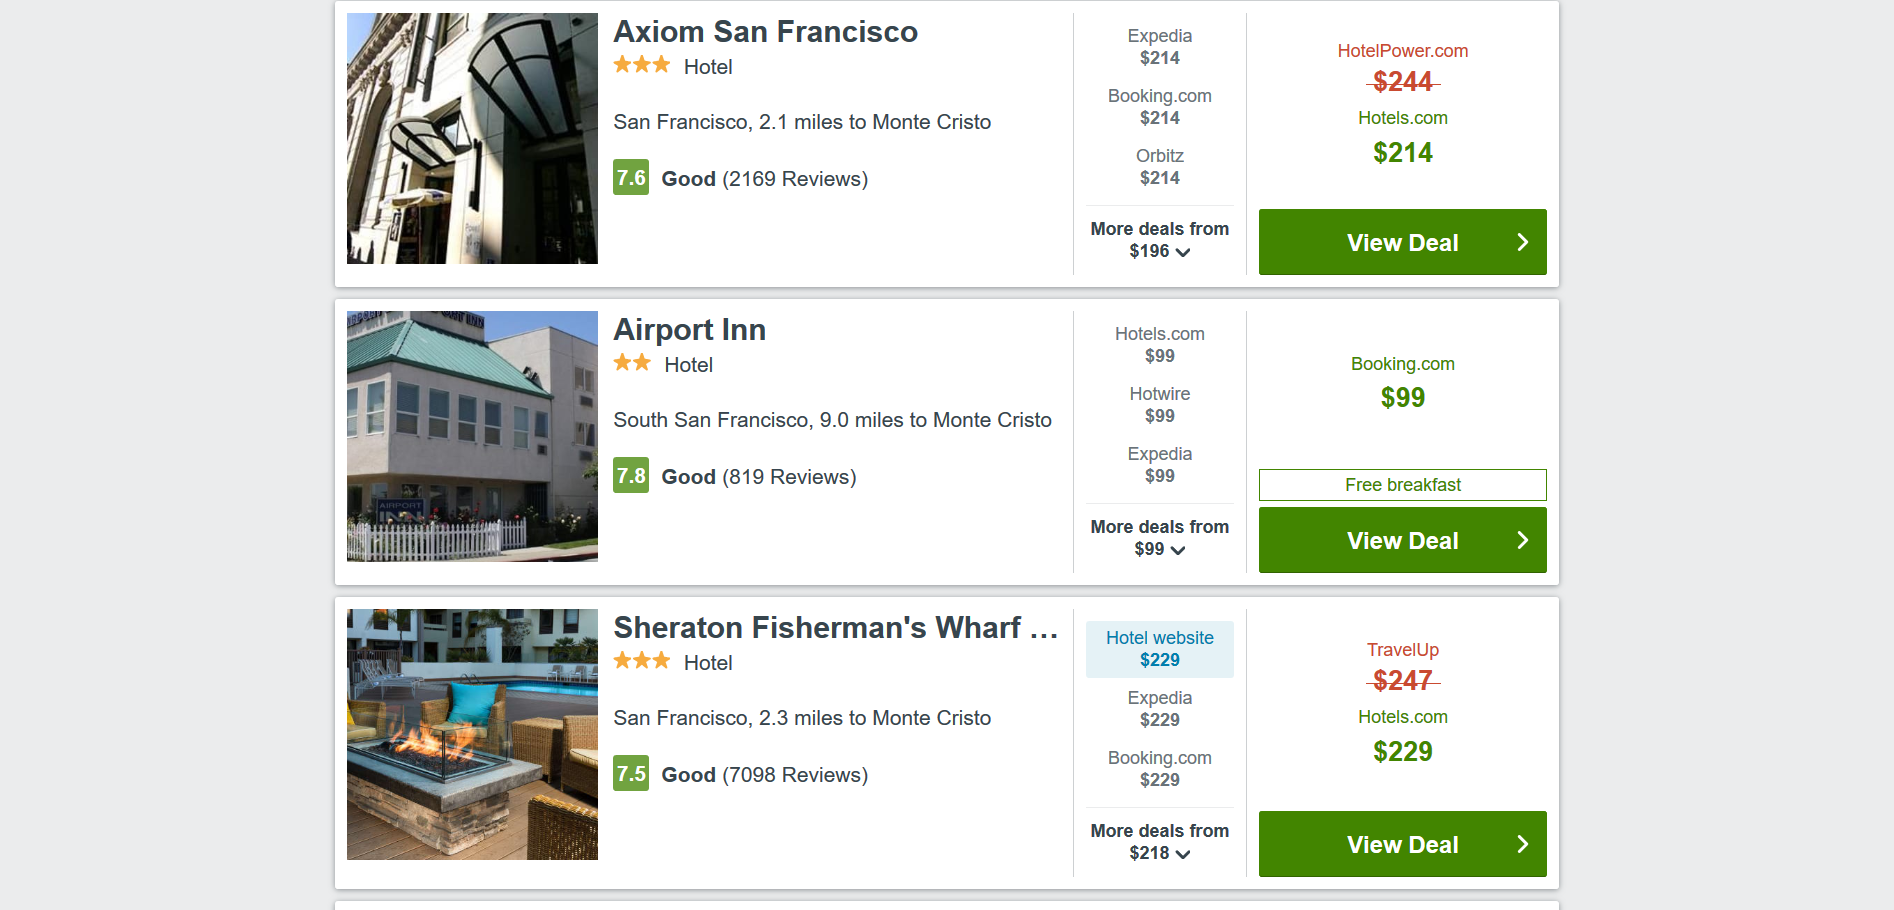 Axiom San Francisco
Hotel
San Francisco, 2.1 miles to Monte Cristo
7.6 Good (2169 Reviews)
Expedia
$214
Booking.com
$214
Orbitz
$214
More deals from
$196
HotelPower.com
$244
Hotels.com
$214
View Deal
Airport Inn
Hotel
South San Francisco, 9.0 miles to Monte Cristo
7.8 Good (819 Reviews)
AIRPORT
INN
Hotels.com
$99
Hotwire
$99
Expedia
$99
More deals from
$99
Booking.com
$99
Free breakfast
View Deal
Sheraton Fisherman's Wharf ...
Hotel
San Francisco, 2.3 miles to Monte Cristo
7.5 Good (7098 Reviews)
Hotel website
$229
Expedia
$229
Booking.com
$229
More deals from
$218
TravelUp
$247
Hotels.com
$229
View Deal